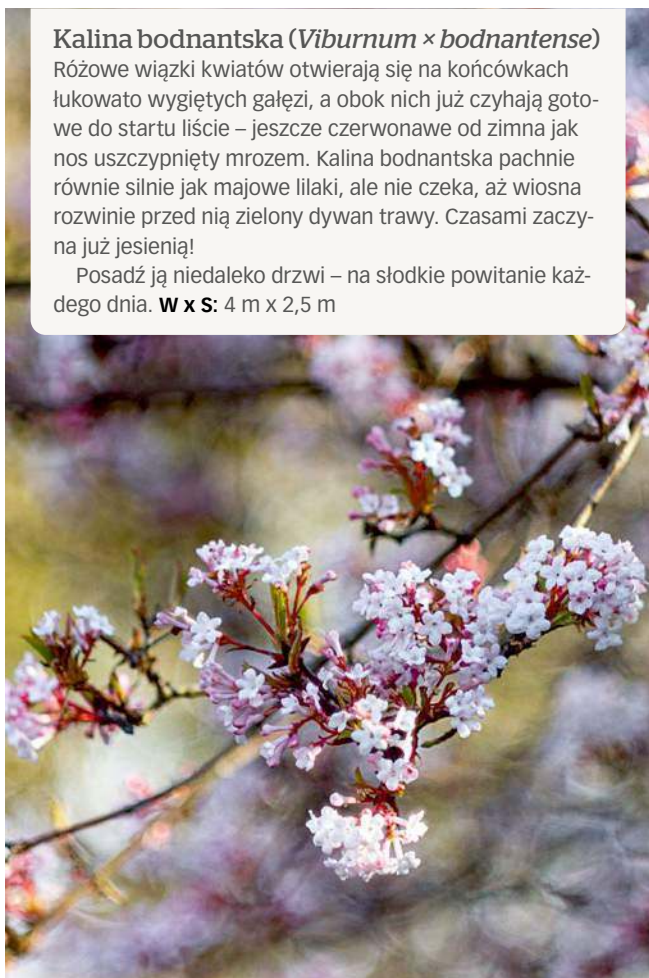 Kalina bodnantska (Viburnum × bodnantense)
Różowe wiązki kwiatów otwierają się na końcówkach
łukowato wygiętych gałęzi, a obok nich już czyhają goto-
we do startu liście – jeszcze czerwonawe od zimna jak
nos uszczypnięty mrozem. Kalina bodnantska pachnie
równie silnie jak majowe lilaki, ale nie czeka, aż wiosna
rozwinie przed nią zielony dywan trawy. Czasami zaczy-
na już jesienią!
Posadź ją niedaleko drzwi – na słodkie powitanie każ-
dego dnia. W x S: 4 m x 2,5 m